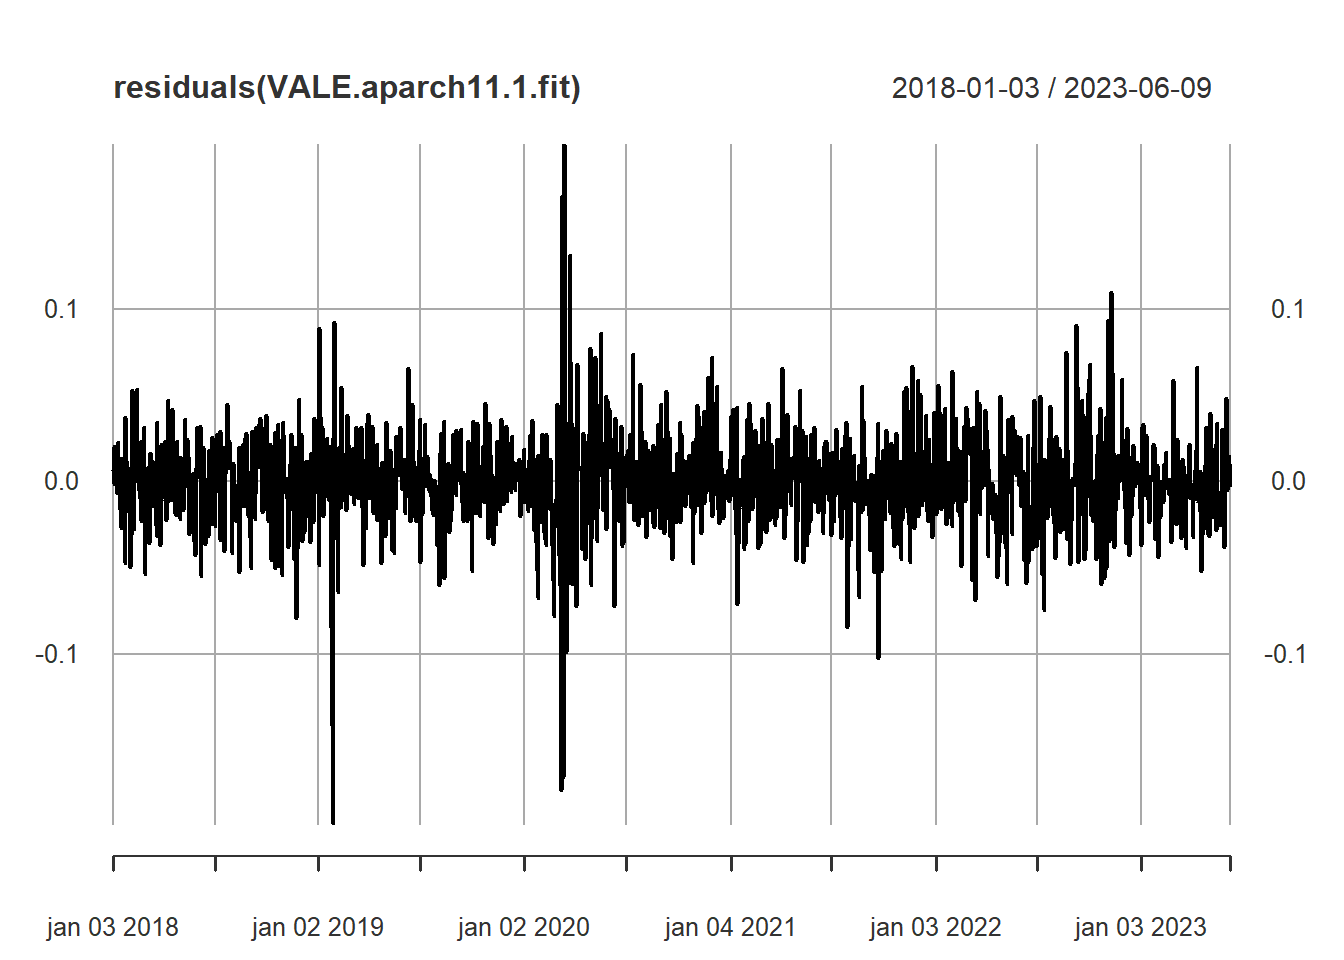 residuals(VALE.aparch11.1.fit) 2018-01-03 / 2023-06-09
0.1 0.1
0.0 0.0
-0.1 -0.1
jan 03 2018 jan 02 2019 jan 02 2020 jan 04 2021 jan 03 2022 jan 03 2023